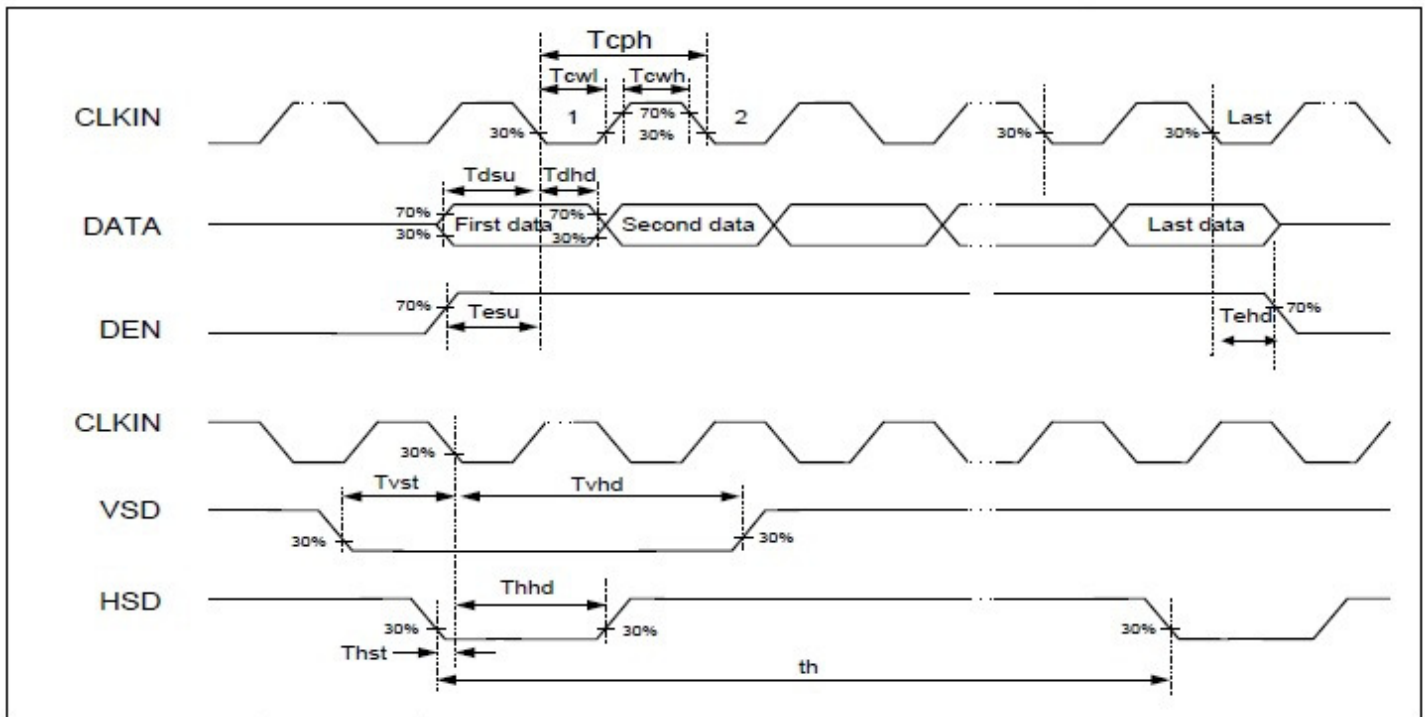 Tcph
Tcwl Tcwh
CLKIN 30% 1 70% 30% 2 30% 30% Last
Tdsu Tdhd
DATA 70% 30% First data 70% 30% Second data Last data
DEN 70% Tesu Tehd 70%
CLKIN 30%
Tvst Tvhd
VSD 30% 30%
Thhd
HSD 30% 30% 30%
Thst
th